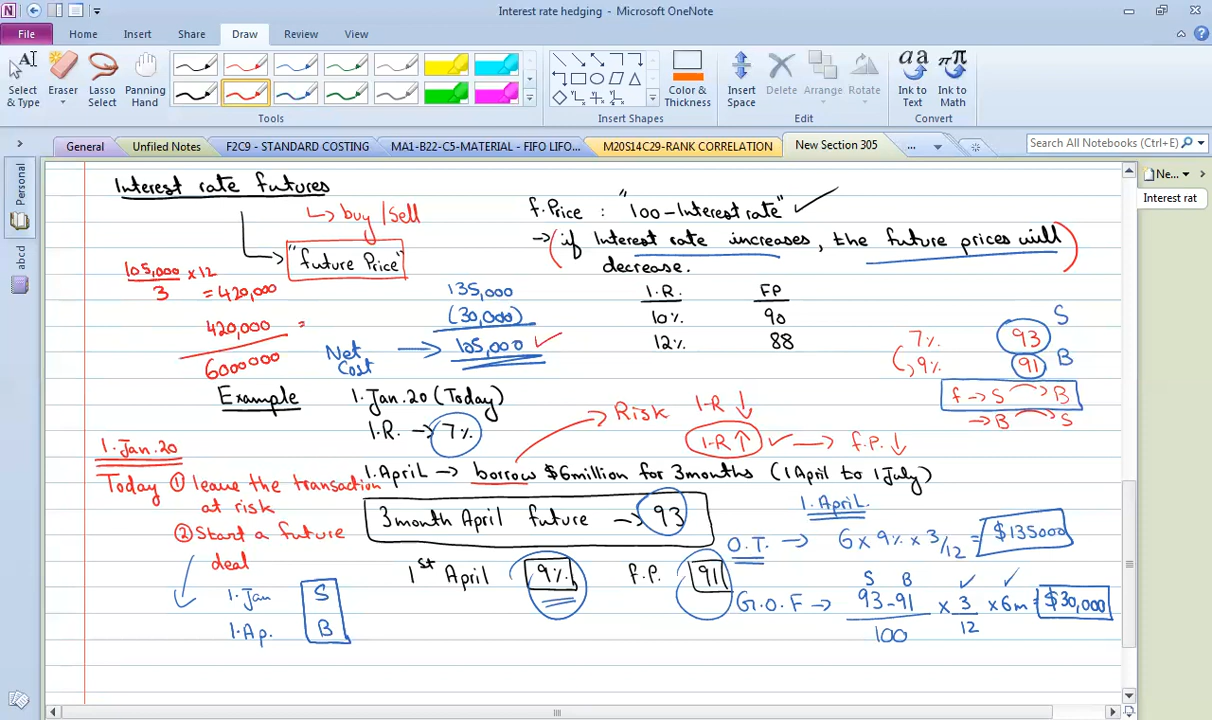 Interest rate hedging - Microsoft OneNote
File Home Insert Share Draw Review View
Select & Type
Eraser
Lasso Select
Panning Hand
Color & Thickness
Insert Space
Delete
Arrange
Rotate
Ink to Text
Ink to Math
Tools
Insert Shapes
Edit
Convert
General
Unfiled Notes
F2C9 - STANDARD COSTING
MA1-B22-C5-MATERIAL - FIFO LIFO...
M20S14C29-RANK CORRELATION
New Section 305
...
Search All Notebooks (Ctrl+E)
Personal
abcd
Ne...
Interest rat
Interest rate futures
↳ buy/Sell
"future Price"
f.Price : "100-Interest rate" ✓
→ (if Interest rate increases, the future prices will)
decrease.
I.R. FP
10% 90
12% 88
105,000 × 12
3 = 420,000
420,000 =
6000000
135,000
(30,000)
Net Cost → 105,000 ✓
7% 93 S
9% 91 B
f → S B
→ B S
Example 1.Jan.20 (Today)
I.R. → 7%
Risk I-R ↓
I-R ↑ ✓ → f.P. ↓
1.Jan.20
1.April → borrow $6million for 3months (1April to 1July)
Today ① leave the transaction
at risk
② Start a future
deal
3month April future → 93
1st April 9% f.P. 91
1.Jan S
1.Ap. B
1.April.
O.T. → 6 × 9% × 3/12 = $135000
S B ✓ ✓
G.O.F → 93-91 × 3 × 6m = $30,000
100 12